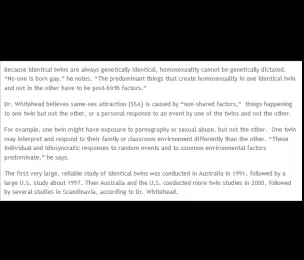 Because identical twins are always genetically identical, homosexuality cannot be genetically dictated.
"No-one is born gay," he notes. "The predominant things that create homosexuality in one identical twin
and not in the other have to be post-birth factors."
Dr. Whitehead believes same-sex attraction (SSA) is caused by "non-shared factors," things happening
to one twin but not the other, or a personal response to an event by one of the twins and not the other.
For example, one twin might have exposure to pornography or sexual abuse, but not the other. One twin
may interpret and respond to their family or classroom environment differently than the other. "These
individual and idiosyncratic responses to random events and to common environmental factors
predominate," he says.
The first very large, reliable study of identical twins was conducted in Australia in 1991, followed by a
large U.S. study about 1997. Then Australia and the U.S. conducted more twin studies in 2000, followed
by several studies in Scandinavia, according to Dr. Whitehead.